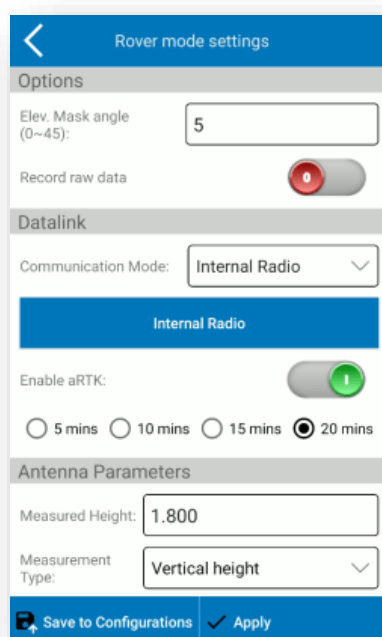 Rover mode settings
Options
Elev. Mask angle
(0~45):
5
Record raw data
0
Datalink
Communication Mode:
Internal Radio
Internal Radio
Enable aRTK:
I
5 mins 10 mins 15 mins 20 mins
Antenna Parameters
Measured Height: 1.800
Measurement
Type:
Vertical height
Save to Configurations Apply